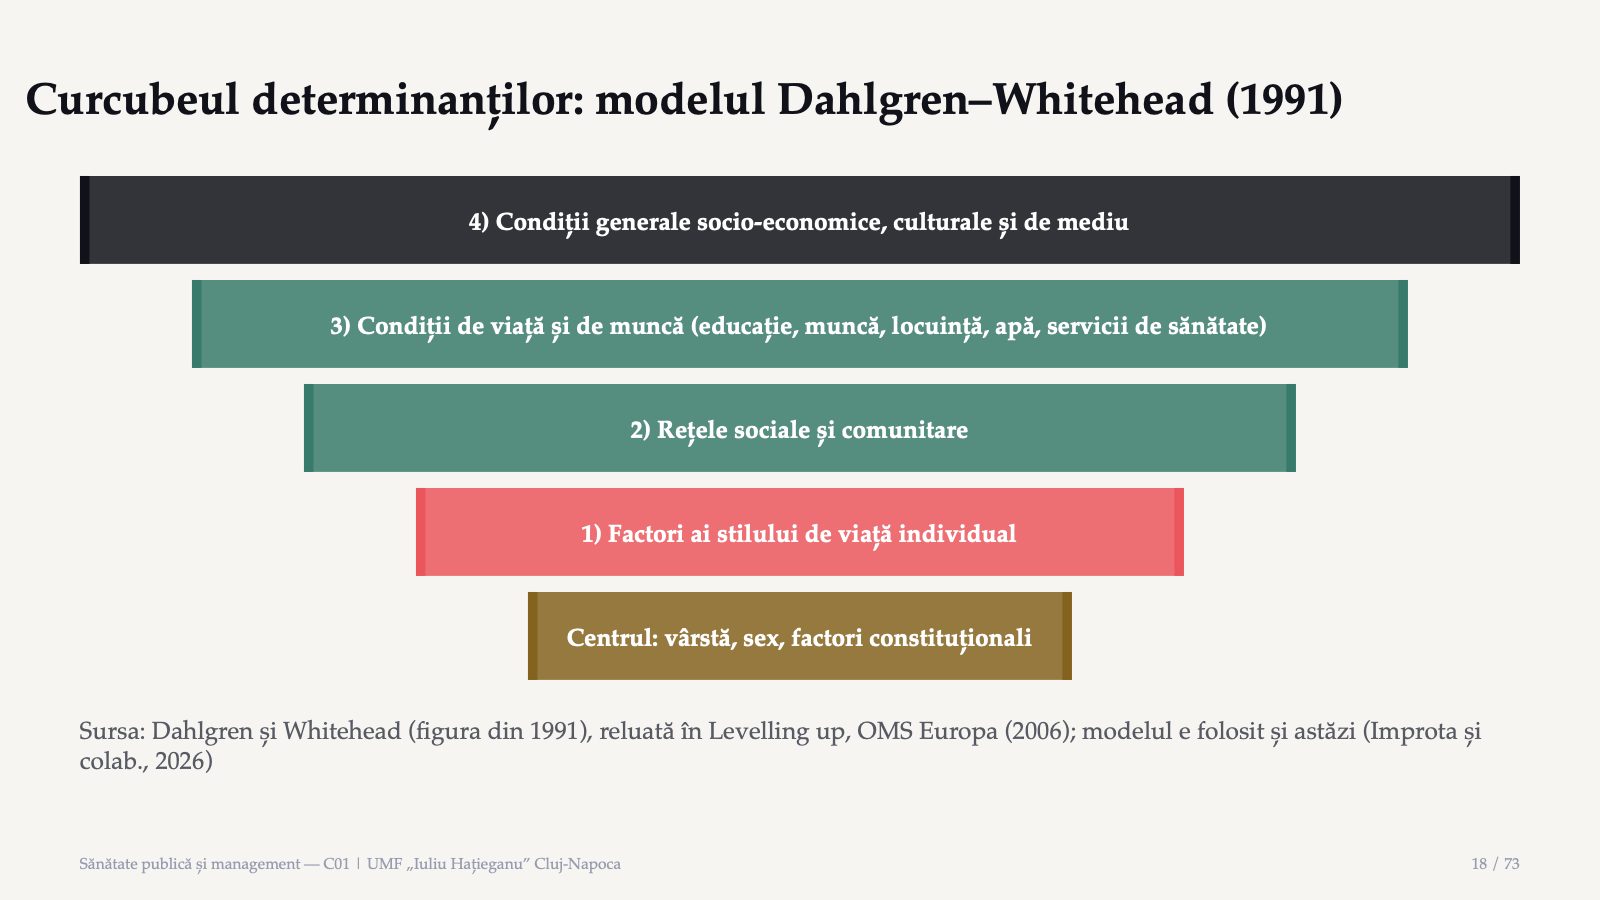 Curcubeul determinanților: modelul Dahlgren–Whitehead (1991)
4) Condiții generale socio-economice, culturale și de mediu
3) Condiții de viață și de muncă (educație, muncă, locuință, apă, servicii de sănătate)
2) Rețele sociale și comunitare
1) Factori ai stilului de viață individual
Centrul: vârstă, sex, factori constituționali
Sursa: Dahlgren și Whitehead (figura din 1991), reluată în Levelling up, OMS Europa (2006); modelul e folosit și astăzi (Improta și
colab., 2026)
Sănătate publică și management — C01 | UMF „Iuliu Hațieganu” Cluj-Napoca
18 / 73